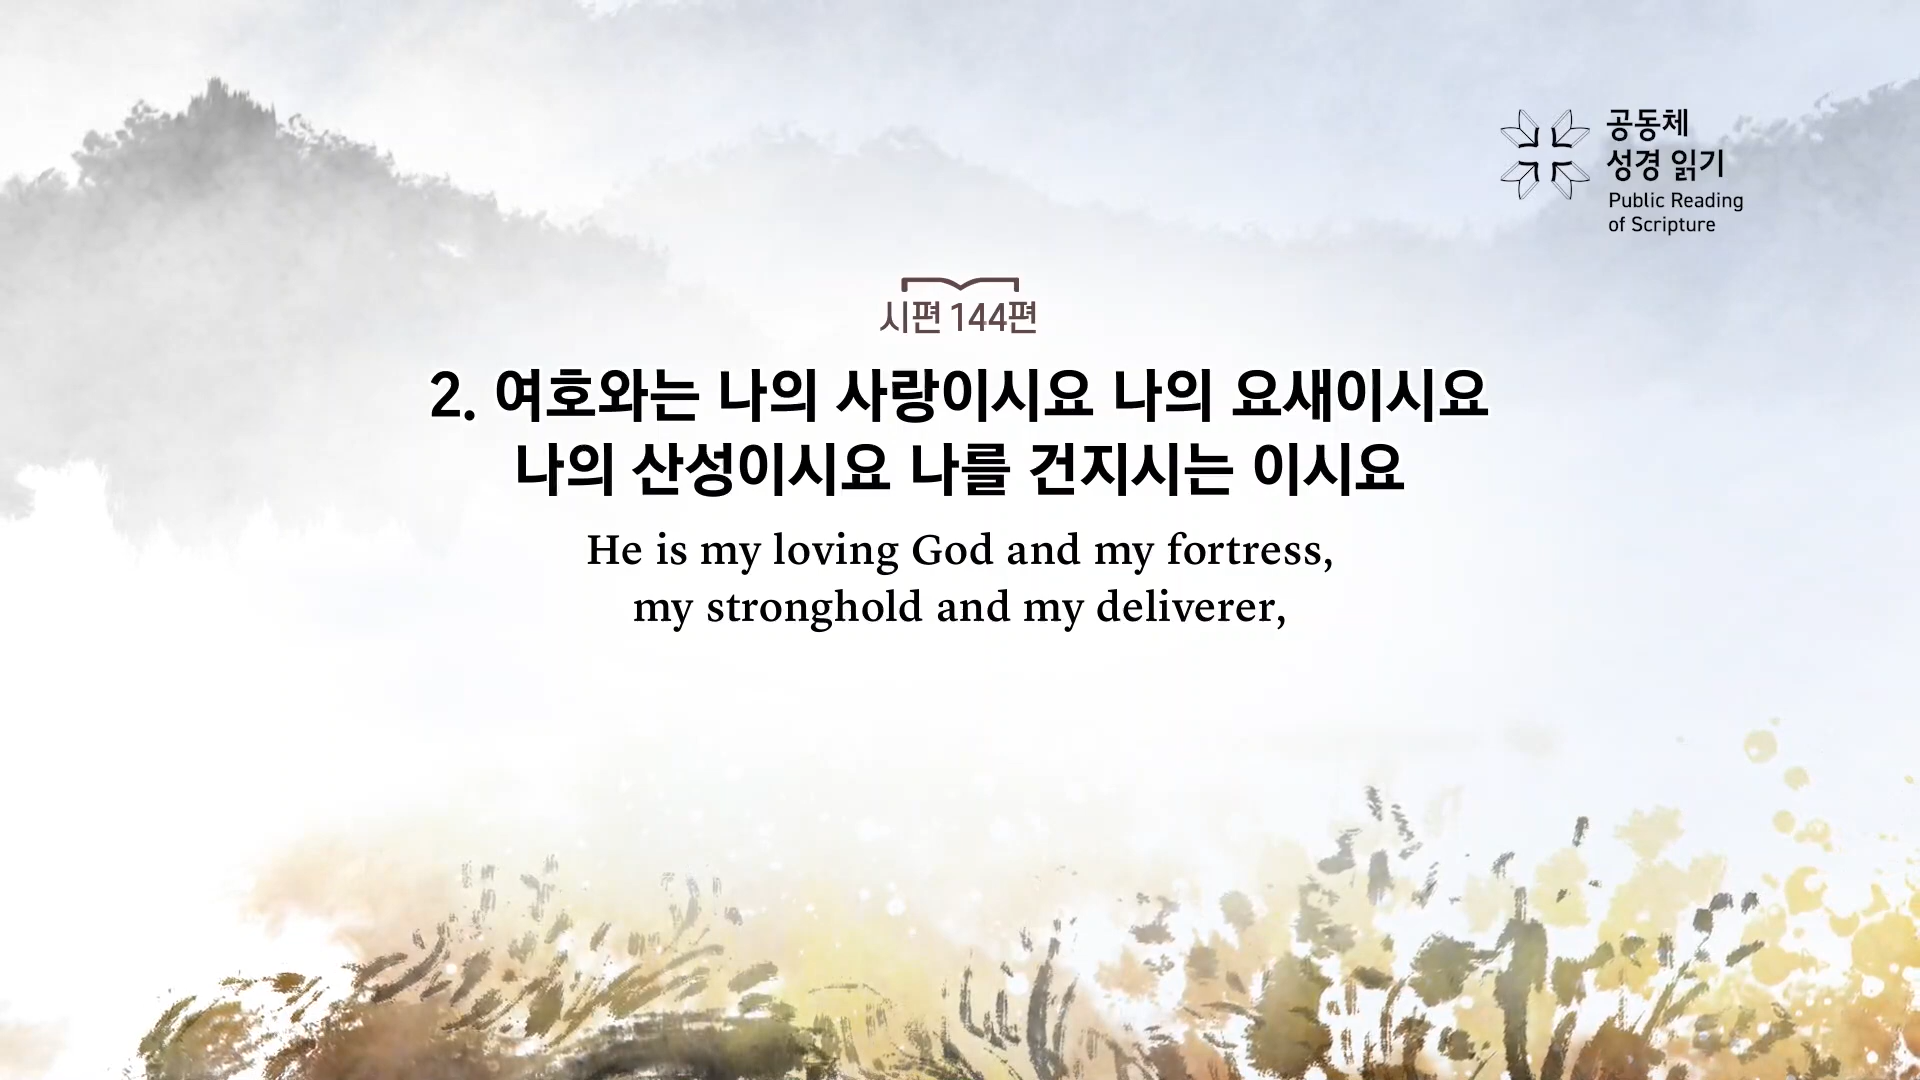 공동체
성경 읽기
Public Reading
of Scripture
시편 144편
2. 여호와는 나의 사랑이시요 나의 요새이시요
나의 산성이시요 나를 건지시는 이시요
He is my loving God and my fortress,
my stronghold and my deliverer,